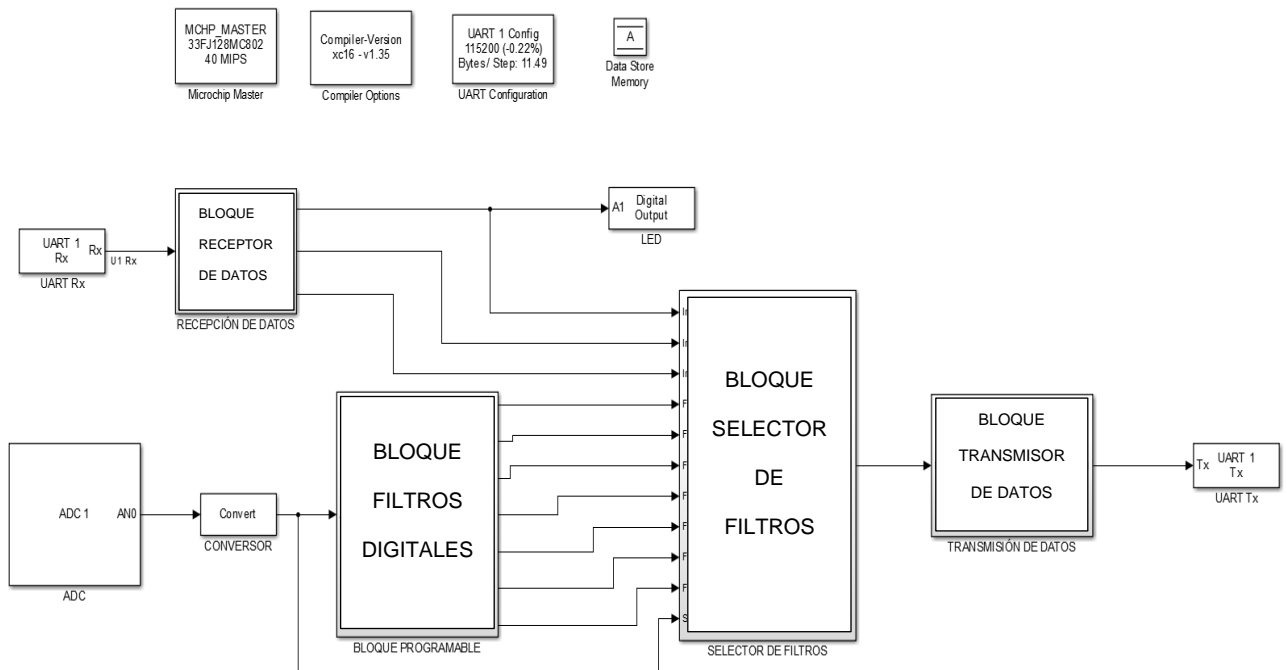 MCHP_MASTER
33FJ128MC802
40 MIPS
Microchip Master
Compiler-Version
xc16 - v1.35
Compiler Options
UART 1 Config
115200 (-0.22%)
Bytes/ Step: 11.49
UART Configuration
A
Data Store
Memory
UART 1
Rx
Rx
UART Rx
U1 Rx
BLOQUE
RECEPTOR
DE DATOS
RECEPCIÓN DE DATOS
A1
Digital
Output
LED
ADC 1
AN0
ADC
Convert
CONVERSOR
BLOQUE
FILTROS
DIGITALES
BLOQUE PROGRAMABLE
In
In
In
F
F
F
F
F
F
F
S
BLOQUE
SELECTOR
DE
FILTROS
SELECTOR DE FILTROS
BLOQUE
TRANSMISOR
DE DATOS
TRANSMISIÓN DE DATOS
Tx
UART 1
Tx
UART Tx